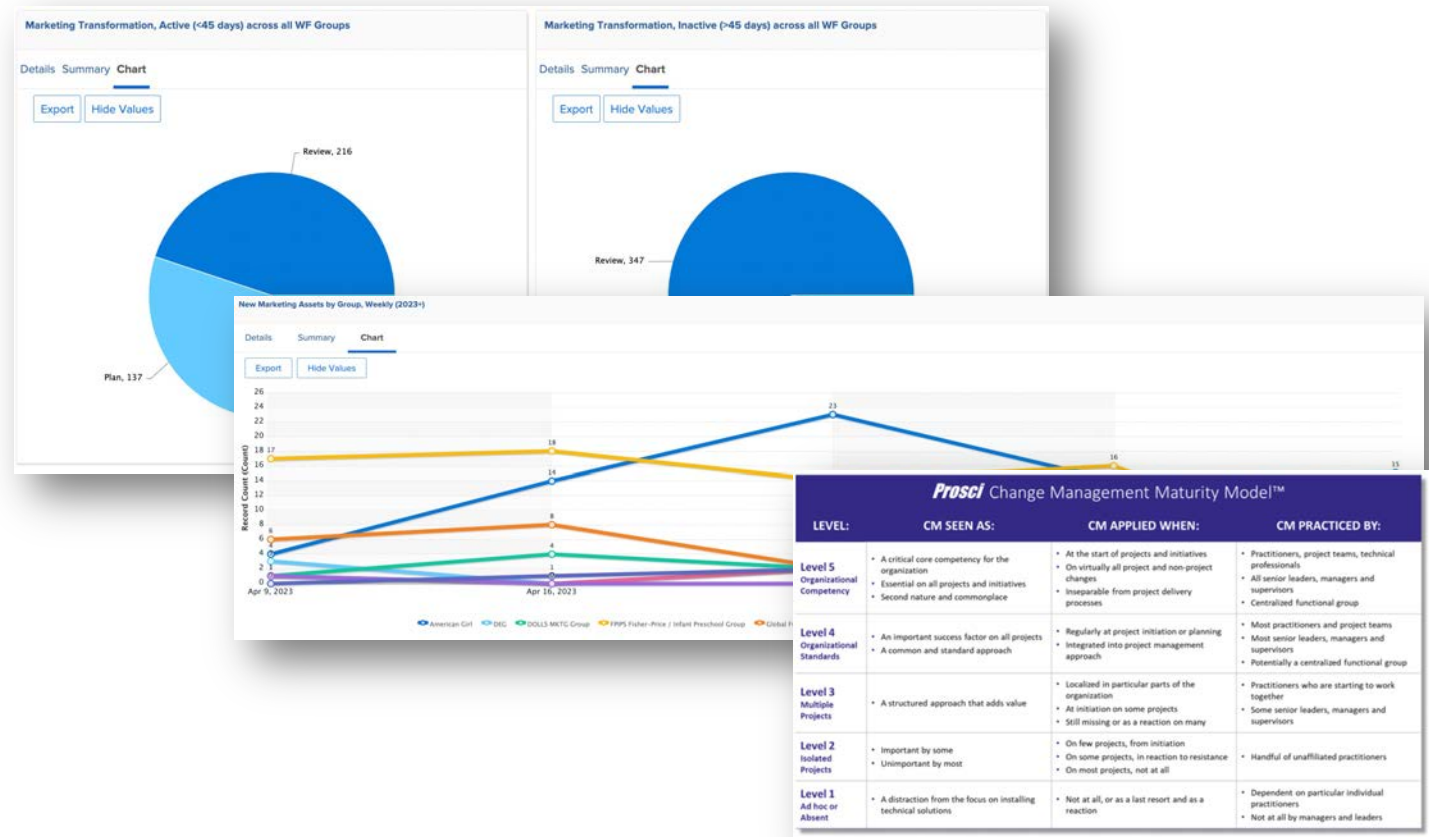 Marketing Transformation, Active (<45 days) across all WF Groups
Details Summary Chart
Export Hide Values
Review, 216
Plan, 137
Marketing Transformation, Inactive (>45 days) across all WF Groups
Details Summary Chart
Export Hide Values
Review, 347
New Marketing Assets by Group, Weekly (2023+)
Details Summary Chart
Export Hide Values
Record Count (Count)
26
24
22
20
18
16
14
12
10
8
6
4
2
0
17
18
23
16
15
14
6
8
4
4
1
1
Apr 9, 2023
Apr 16, 2023
American Girl DEG DOLLS MKTG Group FPIPS Fisher-Price / Infant Preschool Group Global
Prosci Change Management Maturity Model™
LEVEL: CM SEEN AS: CM APPLIED WHEN: CM PRACTICED BY:
Level 5
Organizational
Competency
• A critical core competency for the
organization
• Essential on all projects and initiatives
• Second nature and commonplace
• At the start of projects and initiatives
• On virtually all project and non-project
changes
• Inseparable from project delivery
processes
• Practitioners, project teams, technical
professionals
• All senior leaders, managers and
supervisors
• Centralized functional group
Level 4
Organizational
Standards
• An important success factor on all projects
• A common and standard approach
• Regularly at project initiation or planning
• Integrated into project management
approach
• Most practitioners and project teams
• Most senior leaders, managers and
supervisors
• Potentially a centralized functional group
Level 3
Multiple
Projects
• A structured approach that adds value
• Localized in particular parts of the
organization
• At initiation on some projects
• Still missing or as a reaction on many
• Practitioners who are starting to work
together
• Some senior leaders, managers and
supervisors
Level 2
Isolated
Projects
• Important by some
• Unimportant by most
• On few projects, from initiation
• On some projects, in reaction to resistance
• On most projects, not at all
• Handful of unaffiliated practitioners
Level 1
Ad hoc or
Absent
• A distraction from the focus on installing
technical solutions
• Not at all, or as a last resort and as a
reaction
• Dependent on particular individual
practitioners
• Not at all by managers and leaders